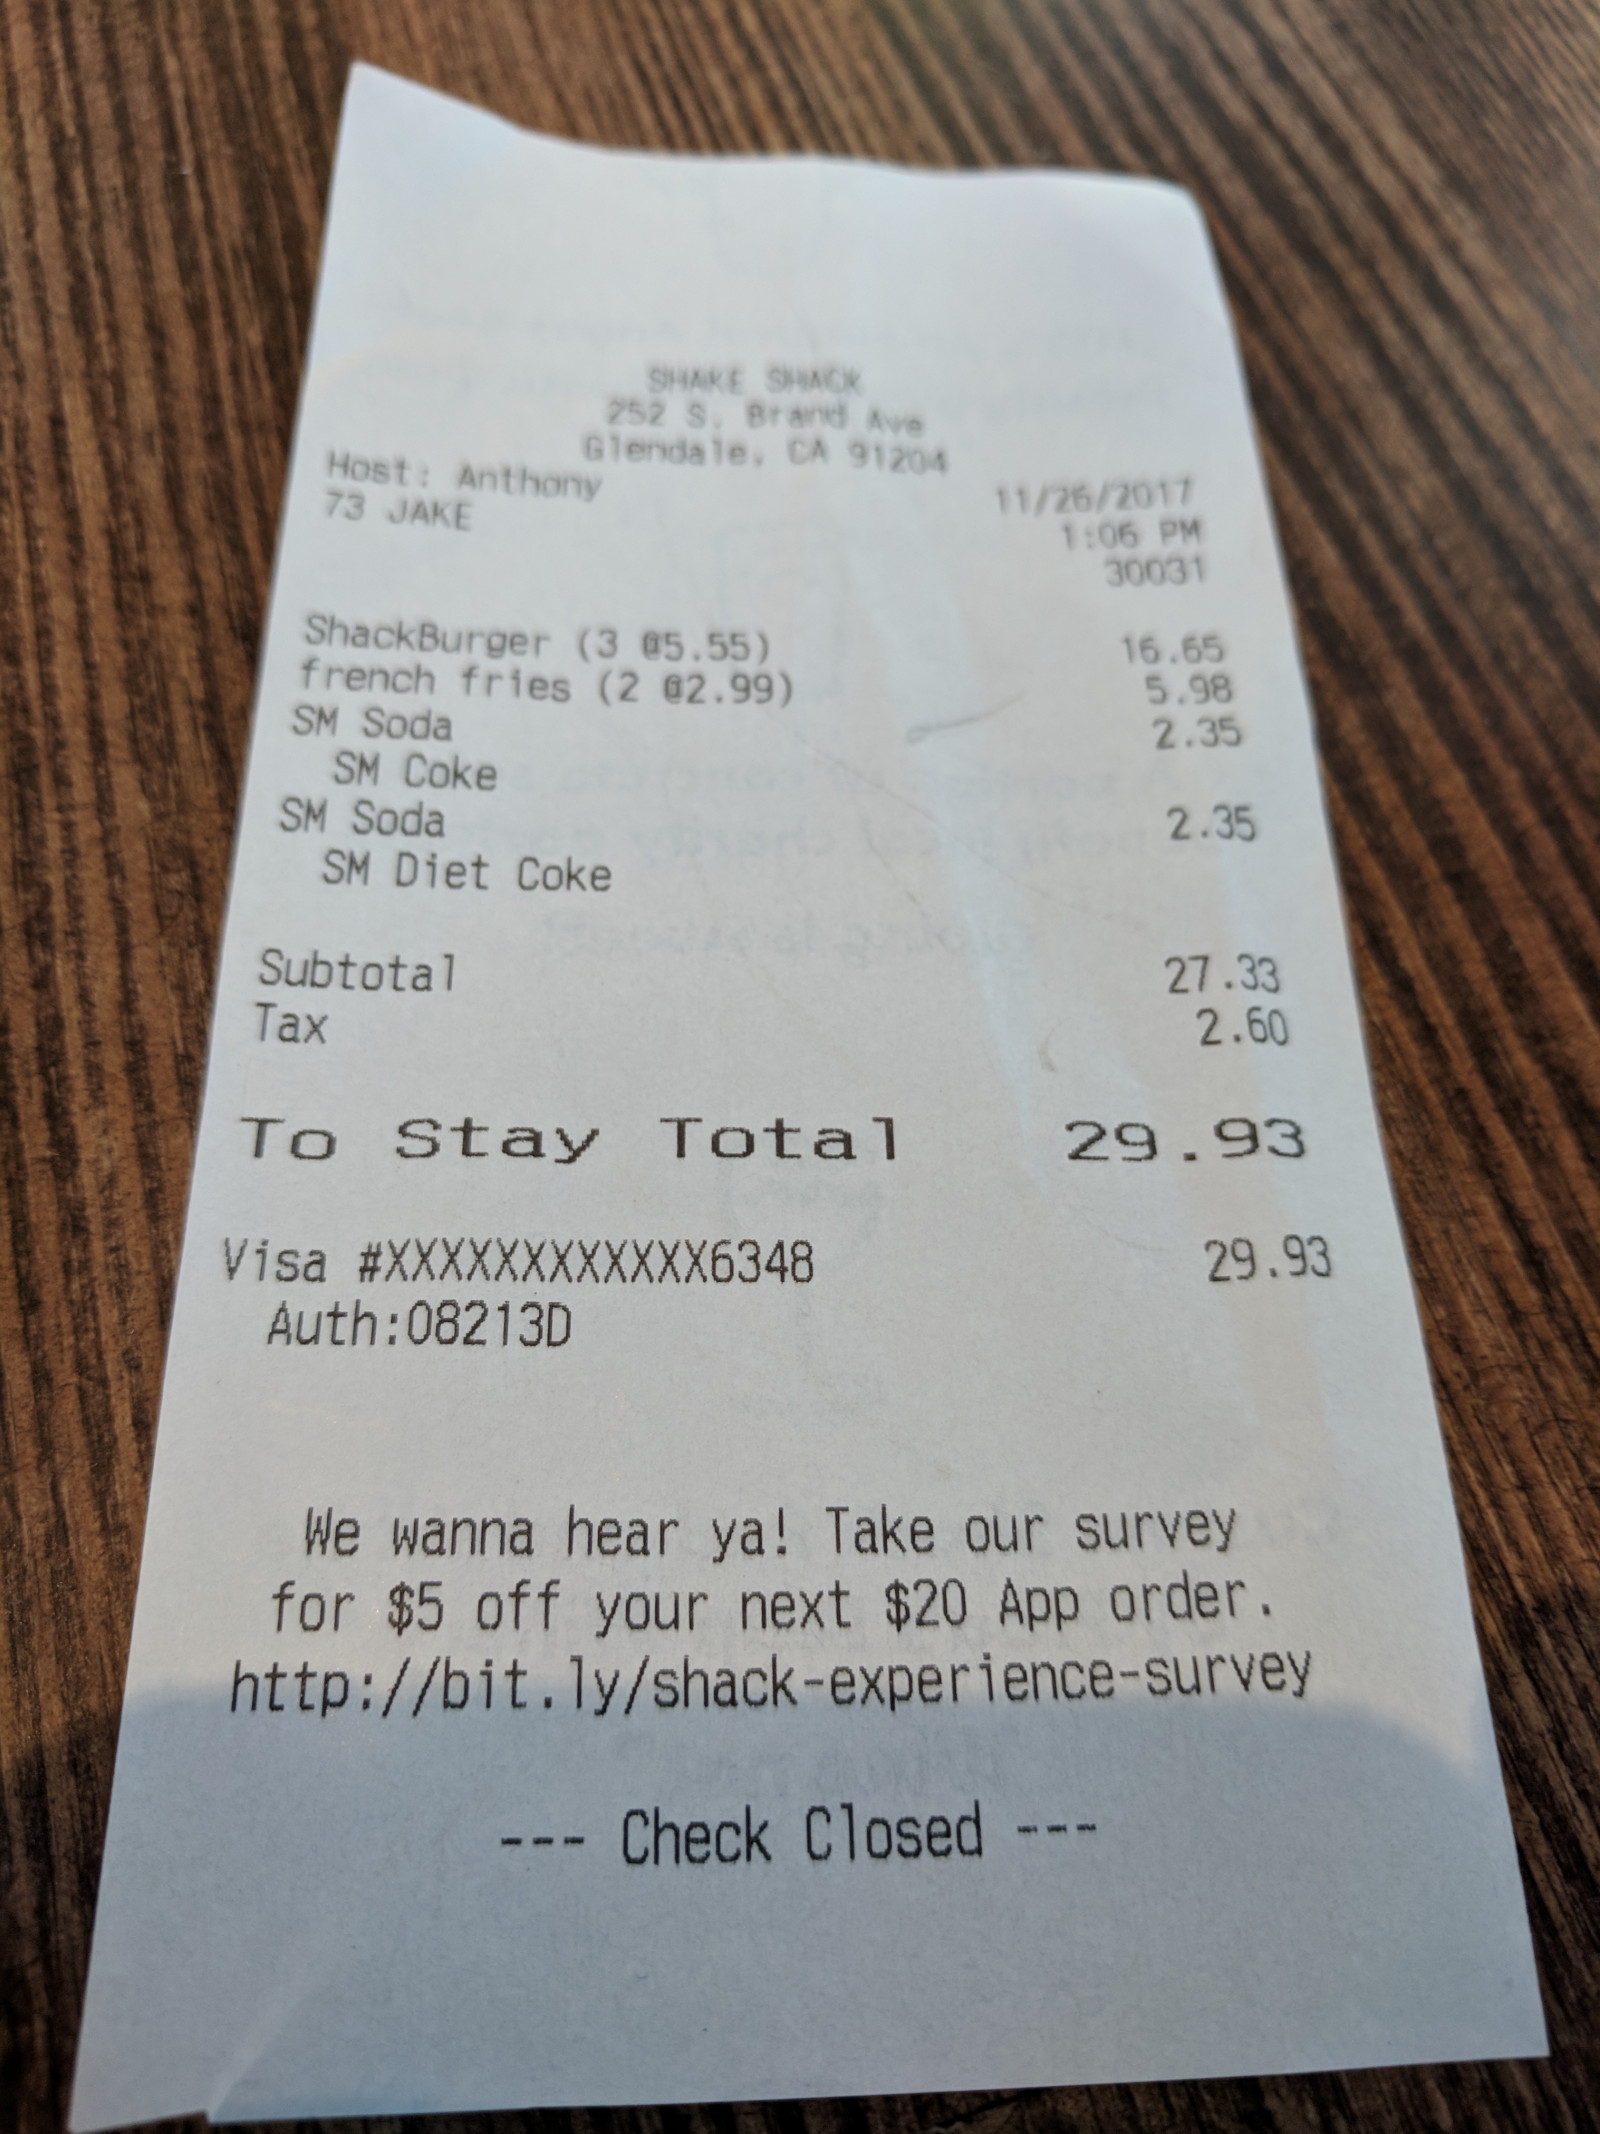 SHAKE SHACK
252 S. Brand Ave
Glendale, CA 91204
Host: Anthony 11/26/2017
73 JAKE 1:06 PM
30031
ShackBurger (3 @5.55) 16.65
french fries (2 @2.99) 5.98
SM Soda 2.35
SM Coke
SM Soda 2.35
SM Diet Coke
Subtotal 27.33
Tax 2.60
To Stay Total 29.93
Visa #XXXXXXXXXXXX6348 29.93
Auth:08213D
We wanna hear ya! Take our survey
for $5 off your next $20 App order.
http://bit.ly/shack-experience-survey
--- Check Closed ---